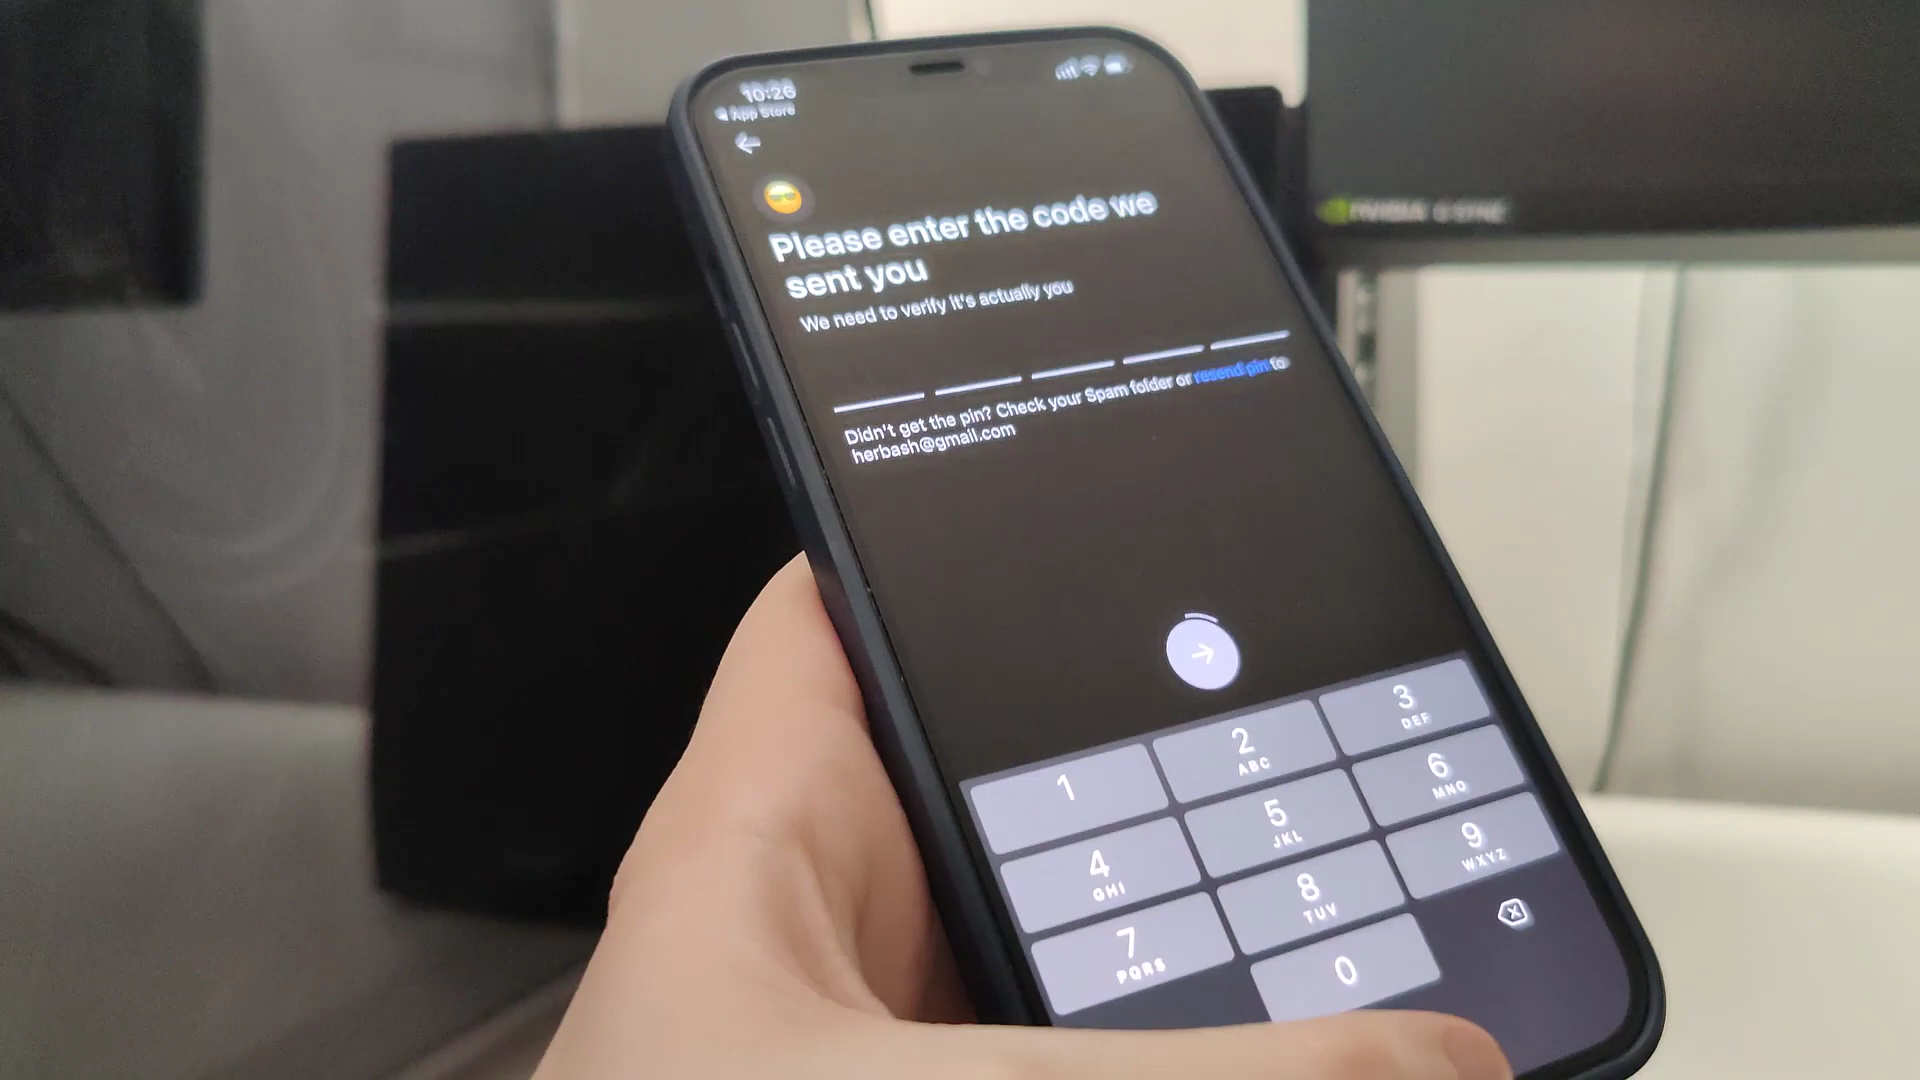 10:26
App Store
Please enter the code we
sent you
We need to verify it's actually you
Didn't get the pin? Check your Spam folder or resend pin to
herbash@gmail.com
1
2
ABC
3
DEF
4
GHI
5
JKL
6
MNO
7
PQRS
8
TUV
9
WXYZ
0
NVIDIA G-SYNC